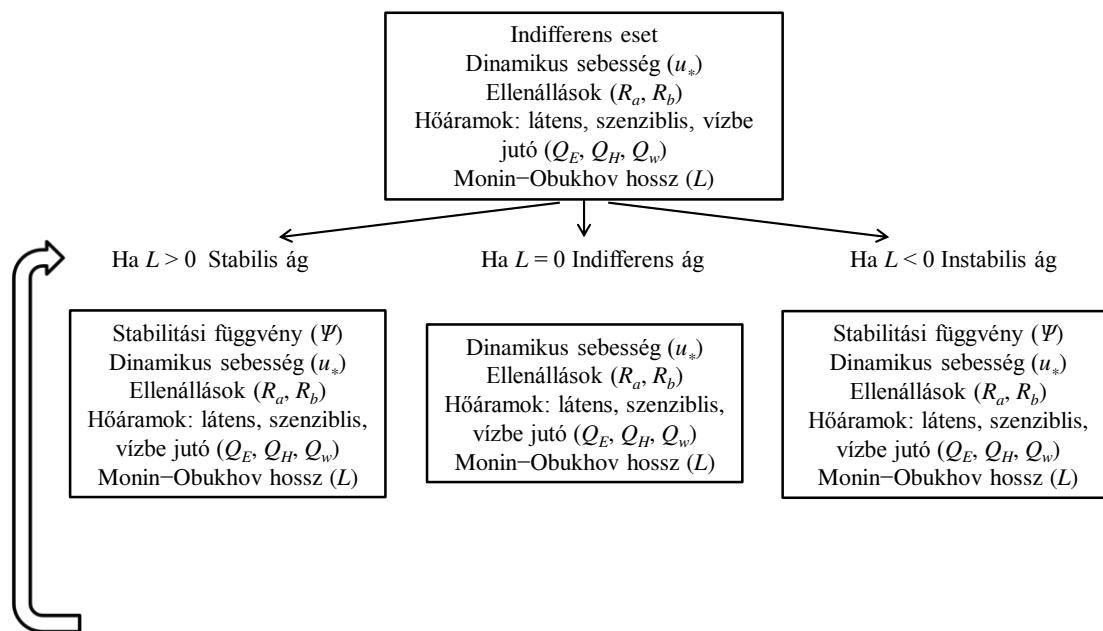 Indifferens eset
Dinamikus sebesség (u*)
Ellenállások (Ra, Rb)
Hőáramok: látens, szenziblis, vízbe
jutó (QE, QH, Qw)
Monin−Obukhov hossz (L)
Ha L > 0 Stabilis ág
Ha L = 0 Indifferens ág
Ha L < 0 Instabilis ág
Stabilitási függvény (Ψ)
Dinamikus sebesség (u*)
Ellenállások (Ra, Rb)
Hőáramok: látens, szenziblis,
vízbe jutó (QE, QH, Qw)
Monin−Obukhov hossz (L)
Dinamikus sebesség (u*)
Ellenállások (Ra, Rb)
Hőáramok: látens, szenziblis,
vízbe jutó (QE, QH, Qw)
Monin−Obukhov hossz (L)
Stabilitási függvény (Ψ)
Dinamikus sebesség (u*)
Ellenállások (Ra, Rb)
Hőáramok: látens, szenziblis,
vízbe jutó (QE, QH, Qw)
Monin−Obukhov hossz (L)